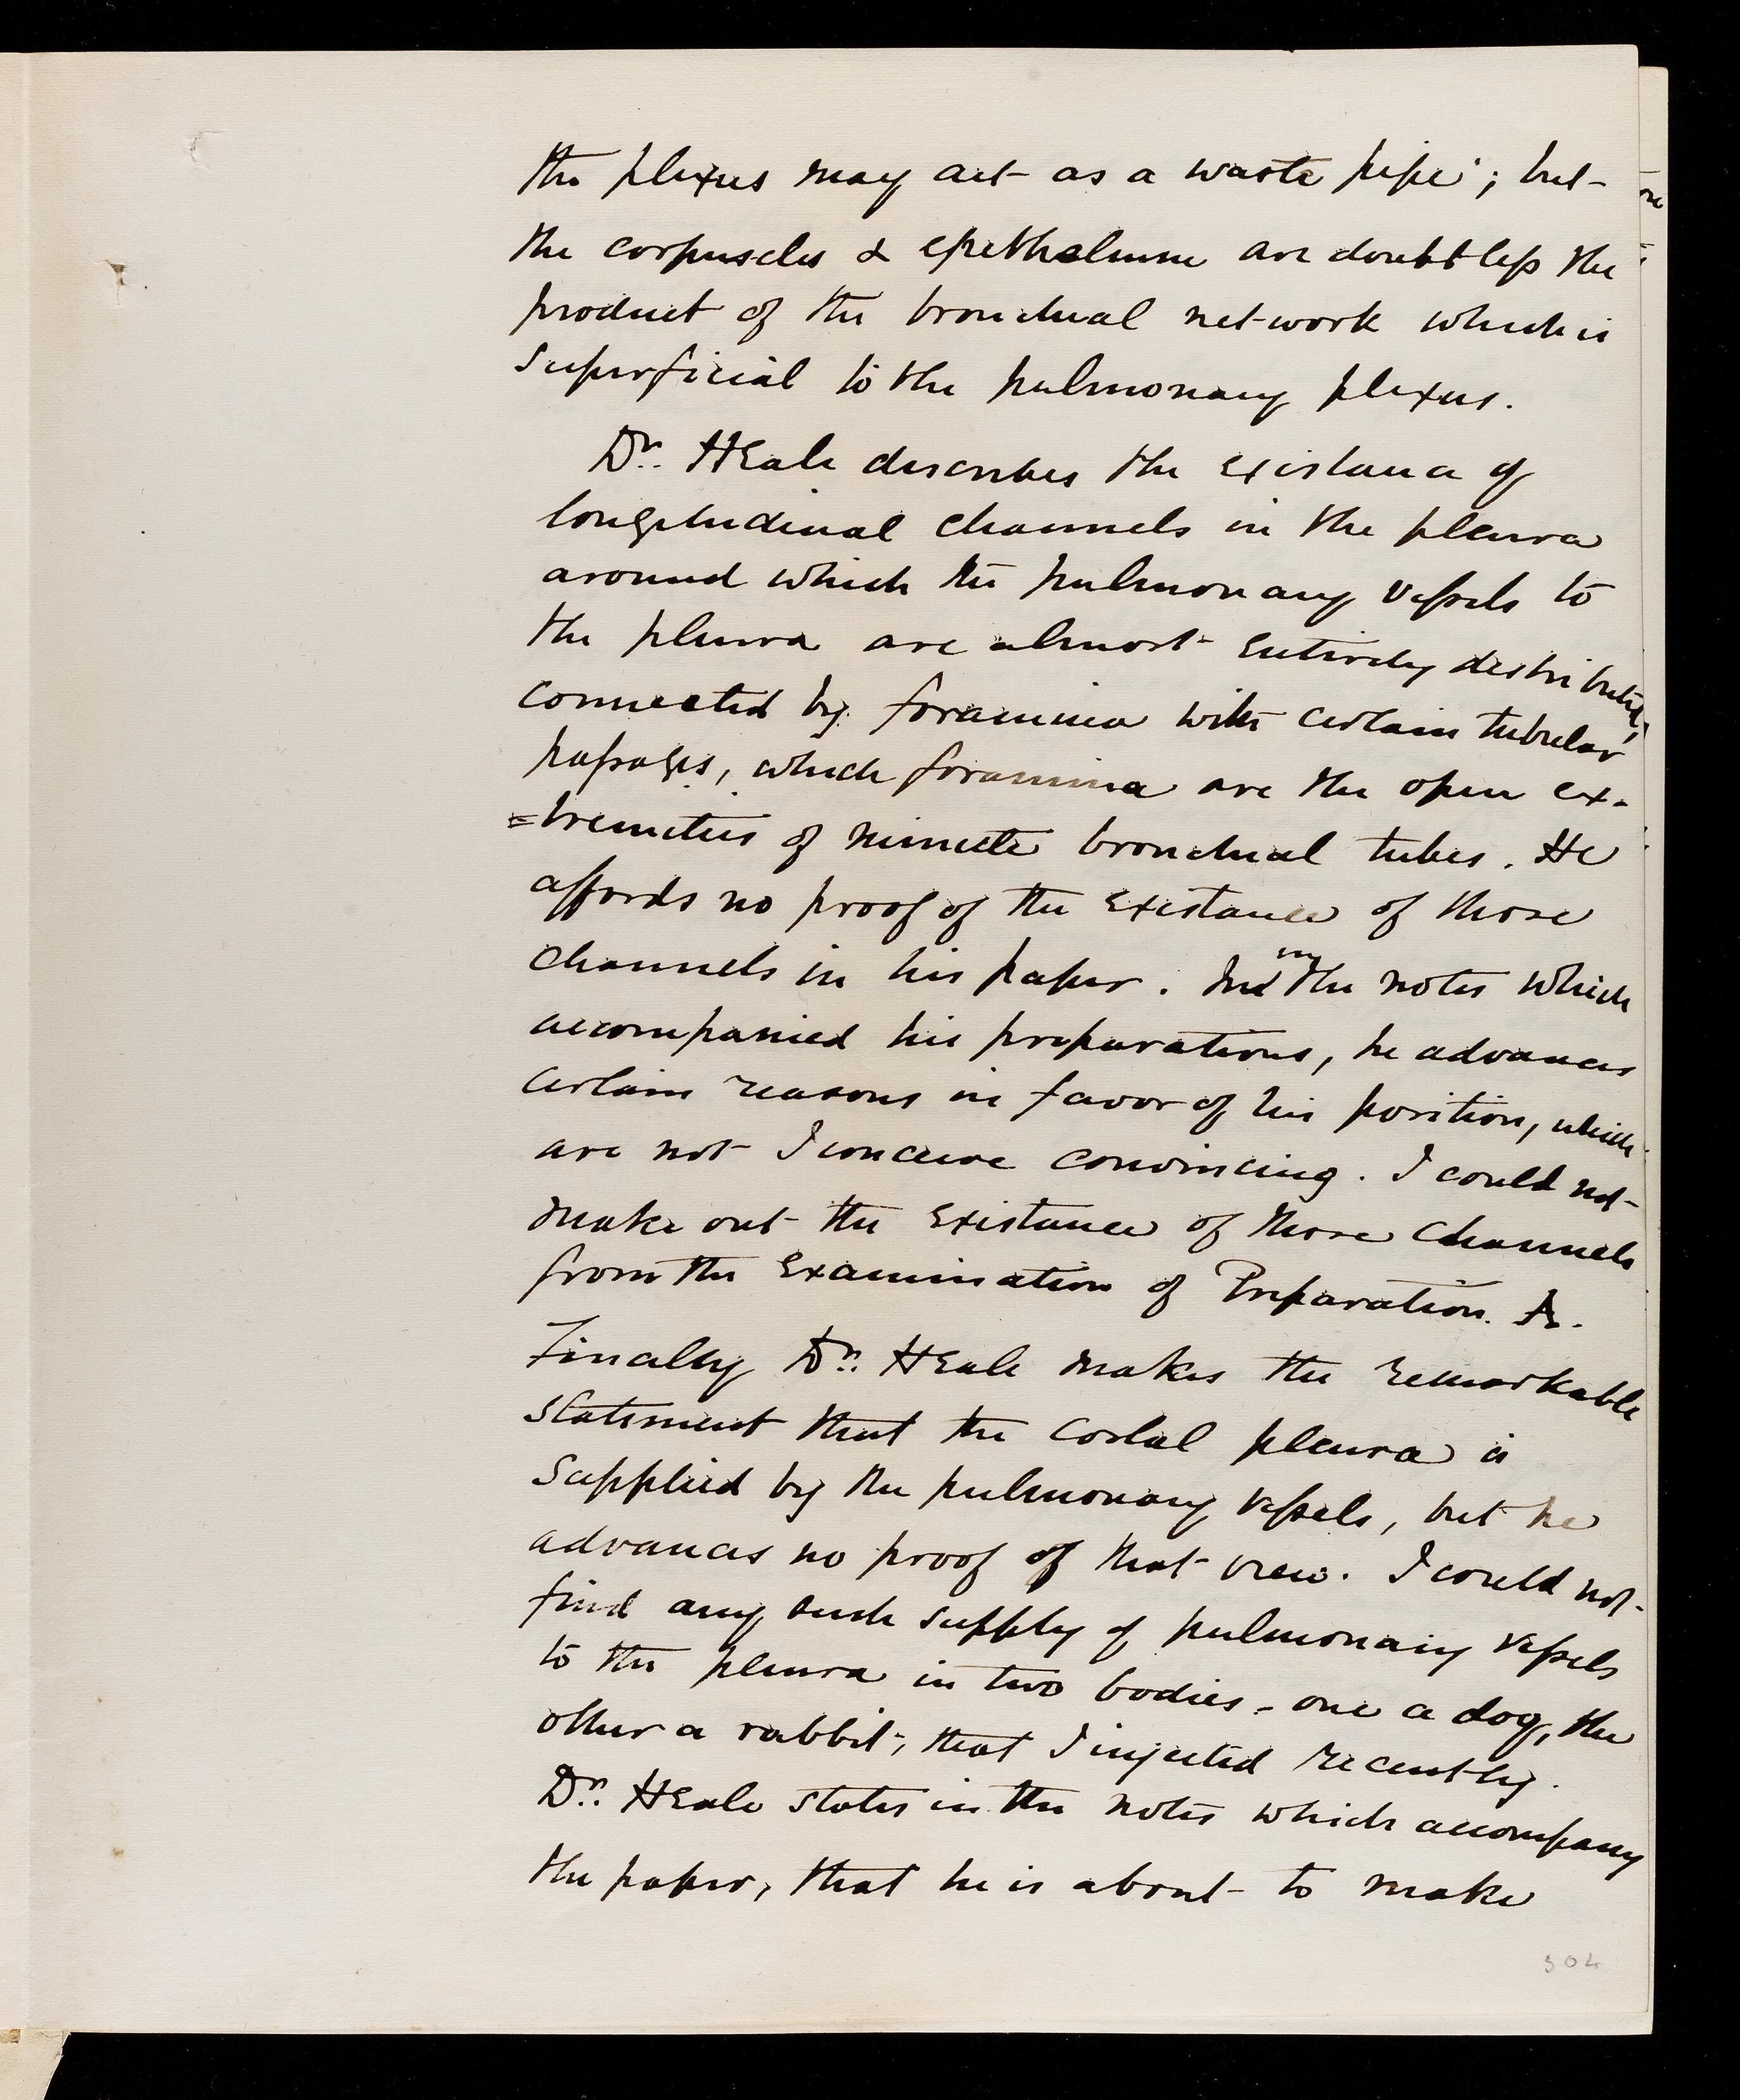 the plexus may act as a waste pipe'; but
the corpuscles & epithelium are doubtless the
product of the bronchial net-work which is
superficial to the pulmonary plexus.
Dr. Heale describes the existance of
longitudinal channels in the pleura
around which the pulmonary vessels to
the pleura are almost entirely distributed,
connected by foramina with certain tubular
passages, which foramina are the open ex-
=tremities of minute bronchial tubes. He
affords no proof of the existance of those
channels in his paper. In the notes which
accompanied his preparations, he advances
certain reasons in favor of his position, which
are not I conceive convincing. I could not
make out the existance of those channels
from the examination of Preparation. A.
Finally Dr. Heale makes the remarkable
statement that the costal pleura is
supplied by the pulmonary vessels, but he
advances no proof of that view. I could not
find any such supply of pulmonary vessels
to the pleura in two bodies - one a dog, the
other a rabbit, that I injected recently.
Dr. Heale states in the notes which accompany
the paper, that he is about to make
304